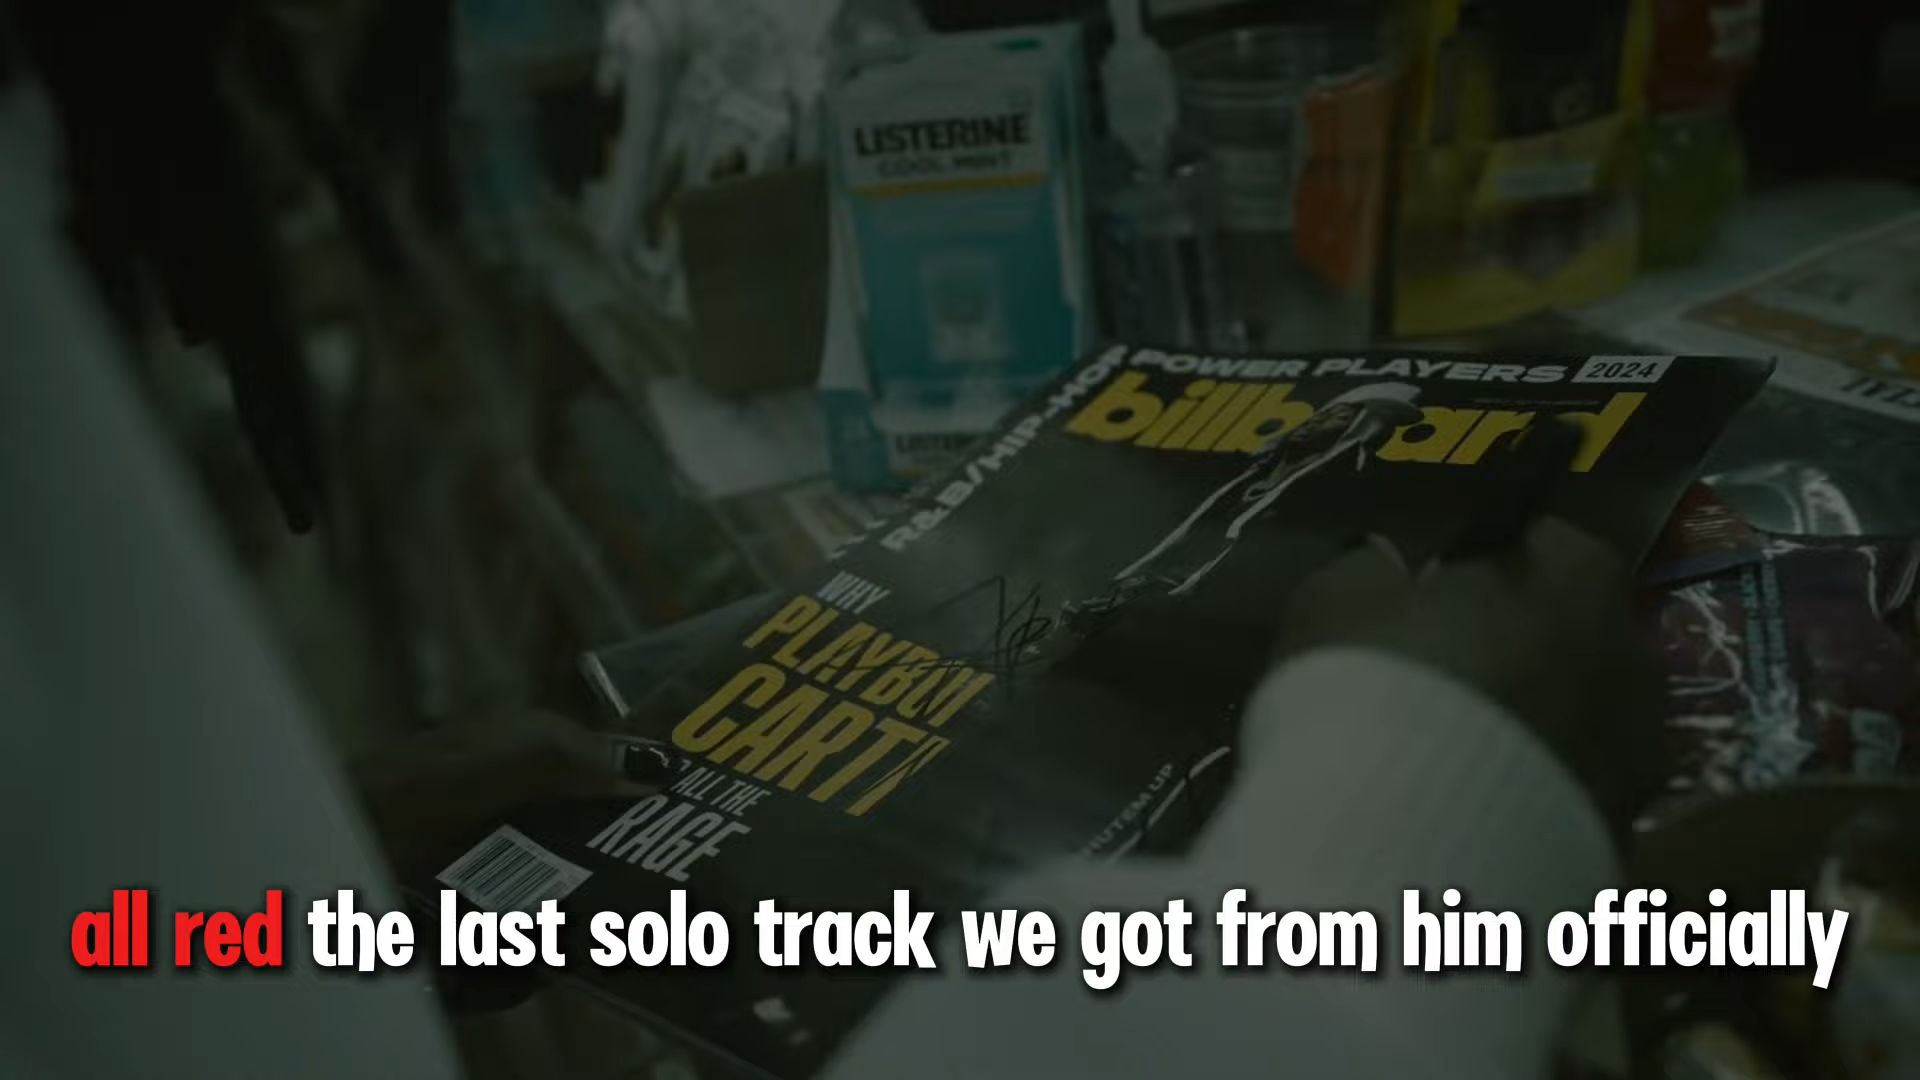 LISTERINE
COOL MINT
R&B/HIP-HOP POWER PLAYERS 2024
billboard
WHY
PLAYBOI
CARTI
ALL THE
RAGE
all red the last solo track we got from him officially